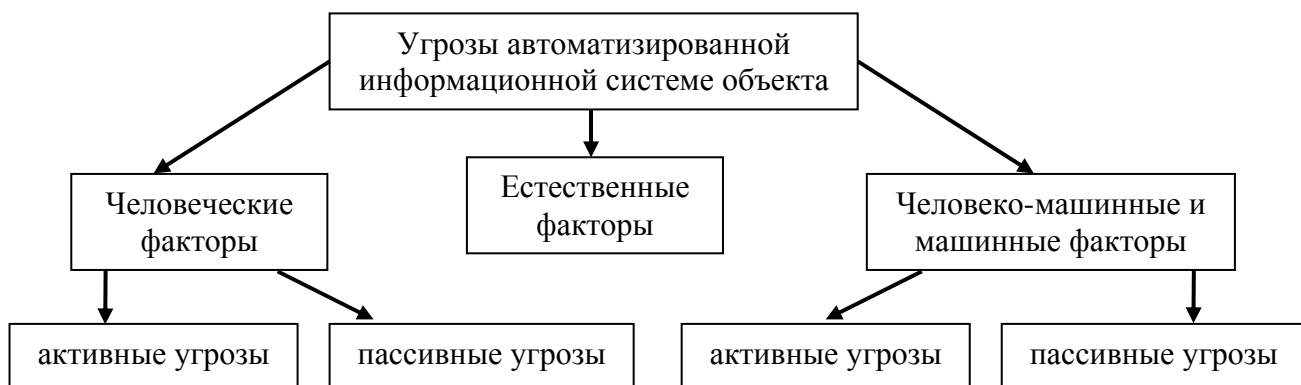 Угрозы автоматизированной
информационной системе объекта
Человеческие
факторы
Естественные
факторы
Человеко-машинные и
машинные факторы
активные угрозы
пассивные угрозы
активные угрозы
пассивные угрозы